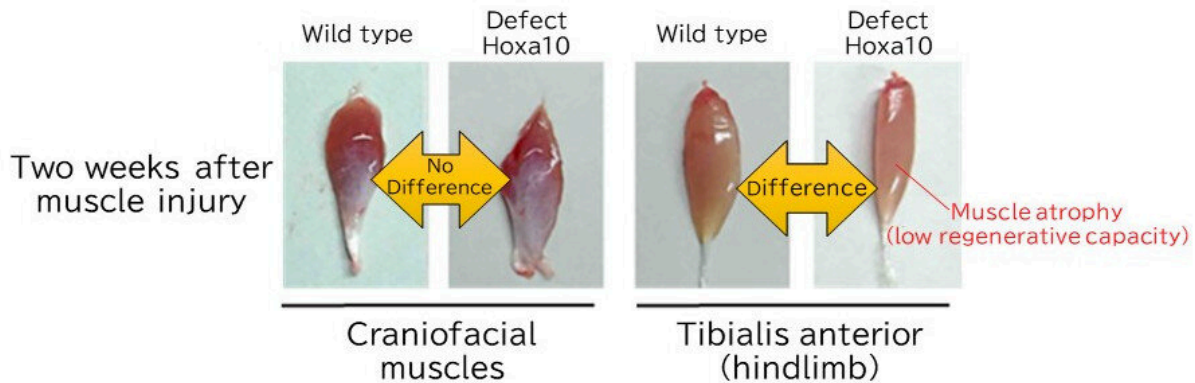 Wild type
Defect
Hoxa10
Wild type
Defect
Hoxa10
Two weeks after
muscle injury
No
Difference
Difference
Muscle atrophy
(low regenerative capacity)
Craniofacial
muscles
Tibialis anterior
(hindlimb)